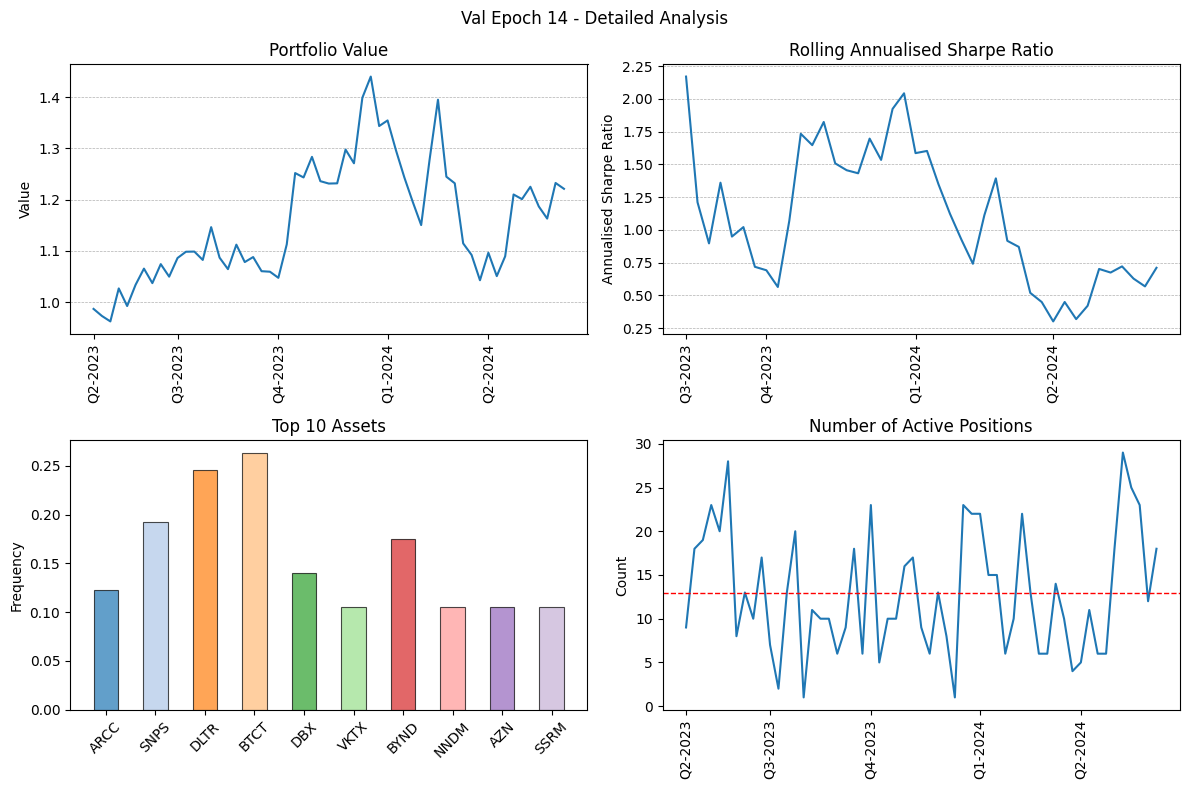 Val Epoch 14 - Detailed Analysis
Portfolio Value
Value
1.4
1.3
1.2
1.1
1.0
Q2-2023
Q3-2023
Q4-2023
Q1-2024
Q2-2024
Rolling Annualised Sharpe Ratio
Annualised Sharpe Ratio
2.25
2.00
1.75
1.50
1.25
1.00
0.75
0.50
0.25
Q3-2023
Q4-2023
Q1-2024
Q2-2024
Top 10 Assets
Frequency
0.25
0.20
0.15
0.10
0.05
0.00
ARCC
SNPS
DLTR
BTCT
DBX
VKTX
BYND
NNDM
AZN
SSRM
Number of Active Positions
Count
30
25
20
15
10
5
0
Q2-2023
Q3-2023
Q4-2023
Q1-2024
Q2-2024